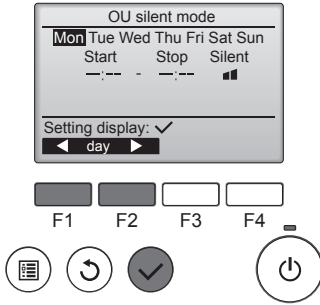 OU silent mode
Mon Tue Wed Thu Fri Sat Sun
Start Stop Silent
--:-- - --:--
Setting display: ✓
◀ day ▶
F1 F2 F3 F4